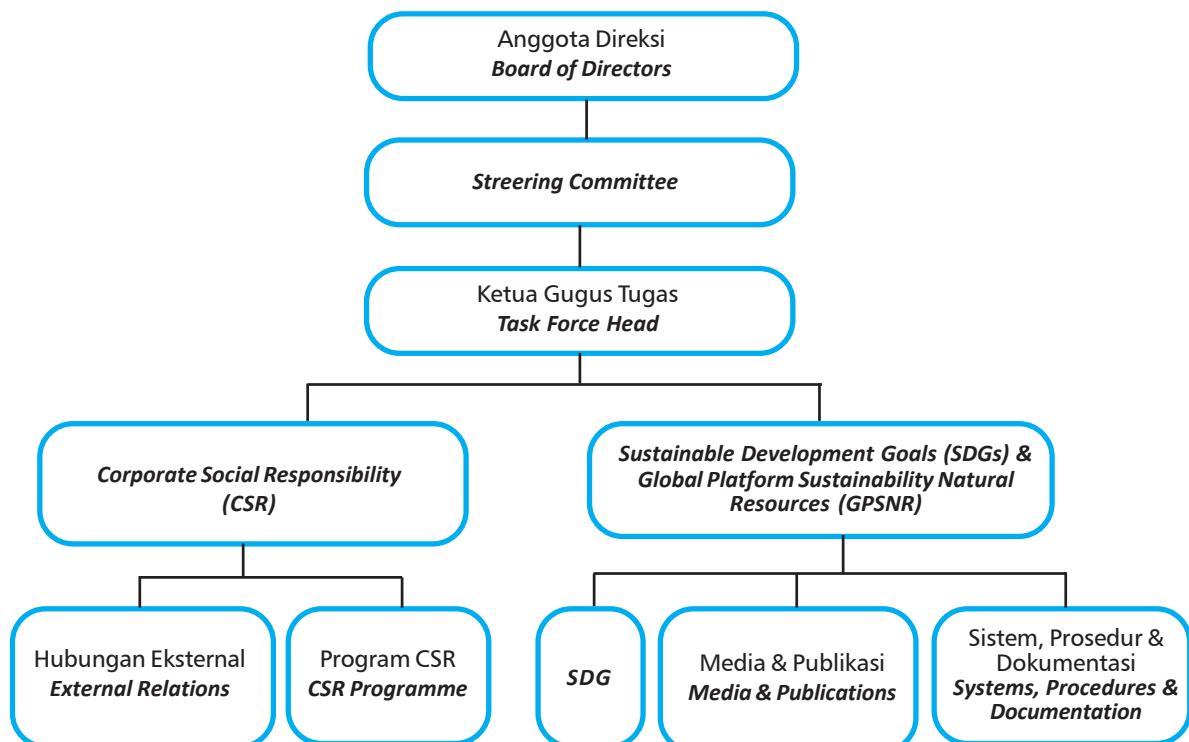 Anggota Direksi
Board of Directors
Streering Committee
Ketua Gugus Tugas
Task Force Head
Corporate Social Responsibility
(CSR)
Sustainable Development Goals (SDGs) &
Global Platform Sustainability Natural
Resources (GPSNR)
Hubungan Eksternal
External Relations
Program CSR
CSR Programme
SDG
Media & Publikasi
Media & Publications
Sistem, Prosedur &
Dokumentasi
Systems, Procedures &
Documentation